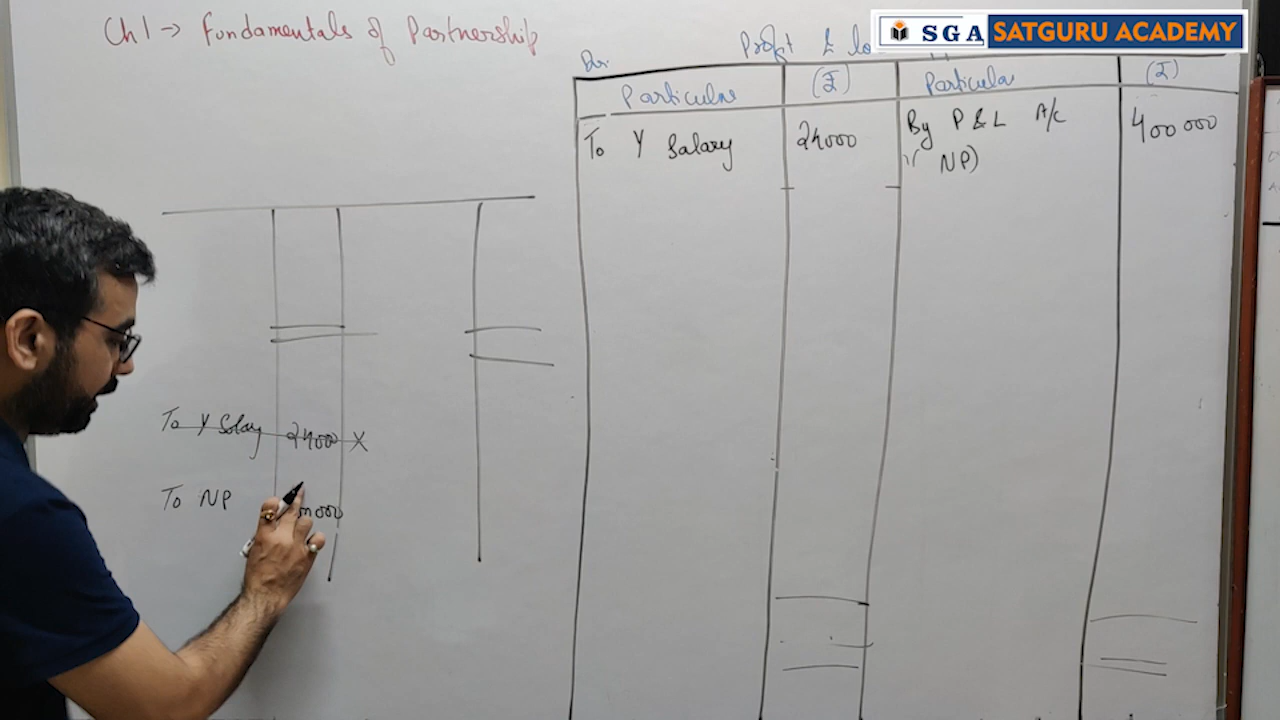 Ch1 → Fundamentals of Partnership
SGA SATGURU ACADEMY
Dr. Profit & lo
Particulars (₹) Particular (₹)
To Y Salary 24000 By P & L A/c 400000
(NP)
To Y Salary 24000 X
To NP